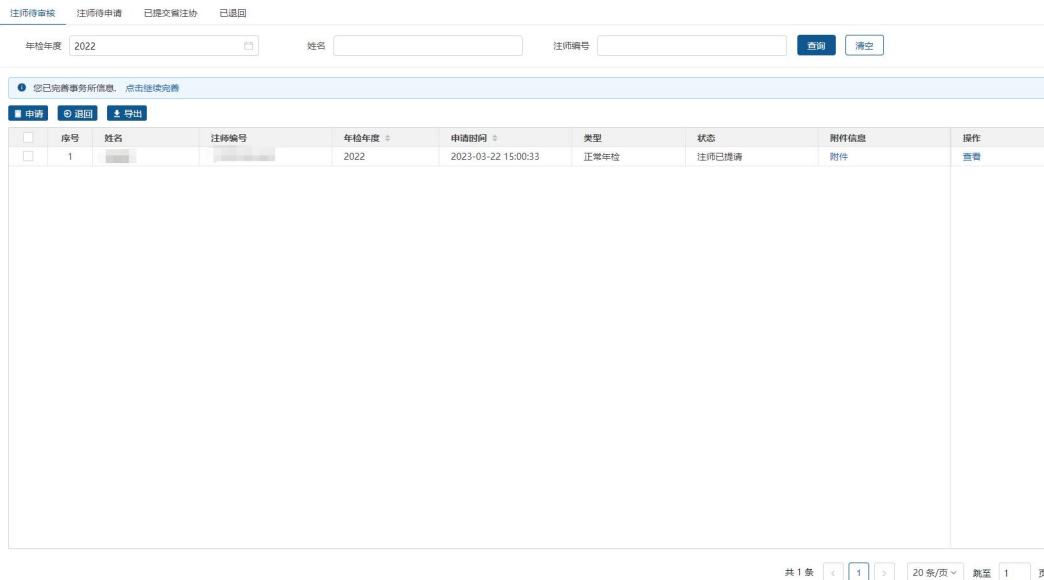 注师待审核 注师待申请 已提交省注协 已退回
年检年度 2022 姓名 注师编号 查询 清空
您已完善事务所信息. 点击继续完善
申请 退回 导出
序号 姓名 注师编号 年检年度 申请时间 类型 状态 附件信息 操作
1 2022 2023-03-22 15:00:33 正常年检 注师已提请 附件 查看
共 1 条 < 1 > 20 条/页 跳至 1 页